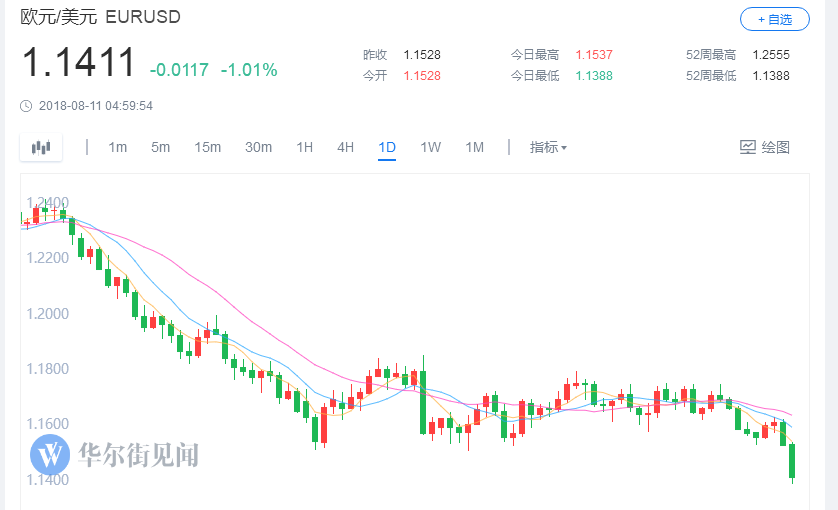 欧元/美元 EURUSD
+ 自选
1.1411 -0.0117 -1.01%
昨收 1.1528 今日最高 1.1537 52周最高 1.2555
今开 1.1528 今日最低 1.1388 52周最低 1.1388
2018-08-11 04:59:54
1m 5m 15m 30m 1H 4H 1D 1W 1M 指标 绘图
1.2400
1.2200
1.2000
1.1800
1.1600
W 华尔街见闻
1.1400